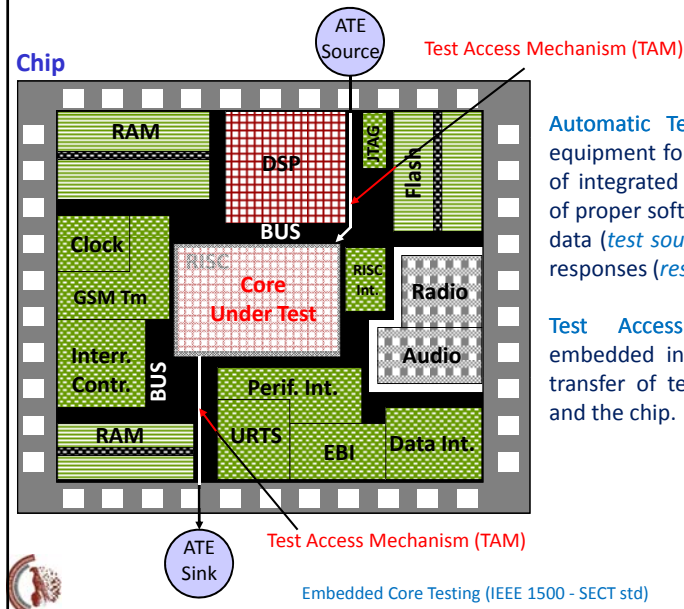 ATE
Source
Test Access Mechanism (TAM)
Chip
RAM
DSP
JTAG
Flash
BUS
Clock
GSM Tm
RISC
Core
Under Test
RISC
Int.
Radio
Audio
Interr.
Contr.
BUS
Perif. Int.
RAM
URTS
EBI
Data Int.
ATE
Sink
Test Access Mechanism (TAM)
Automatic Te
equipment fo
of integrated
of proper soft
data (test sou
responses (res
Test Access
embedded in
transfer of te
and the chip.
Embedded Core Testing (IEEE 1500 - SECT std)